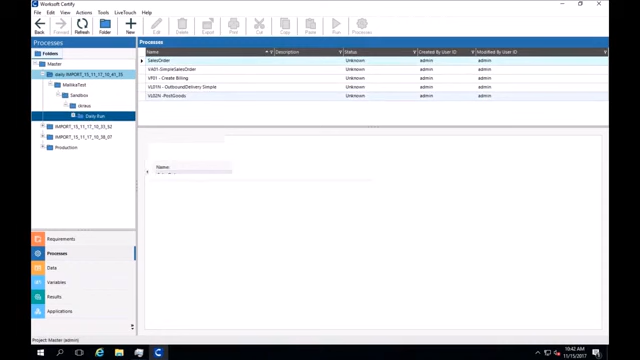 Worksoft Certify
File Edit View Actions Tools LiveTouch Help
Back Forward Refresh Folder New Edit Delete Export Print Cut Copy Paste Run Processes
Processes
Folders
Master
daily IMPORT_15_11_17_10_41_35
MallikaTest
Sandbox
Daily Run
IMPORT_15_11_17_10_33_52
IMPORT_15_11_17_10_38_07
Production
Requirements
Processes
Data
Variables
Results
Applications
Processes
Name Description Status Created By User ID Modified By User ID
SalesOrder Unknown admin admin
VA01-SimpleSalesOrder Unknown admin admin
VF01 - Create Billing Unknown admin admin
VL01N - OutboundDelivery Simple Unknown admin admin
VL02N -PostGoods Unknown admin admin
Name:
Project: Master (admin)
10:42 AM
11/15/2017